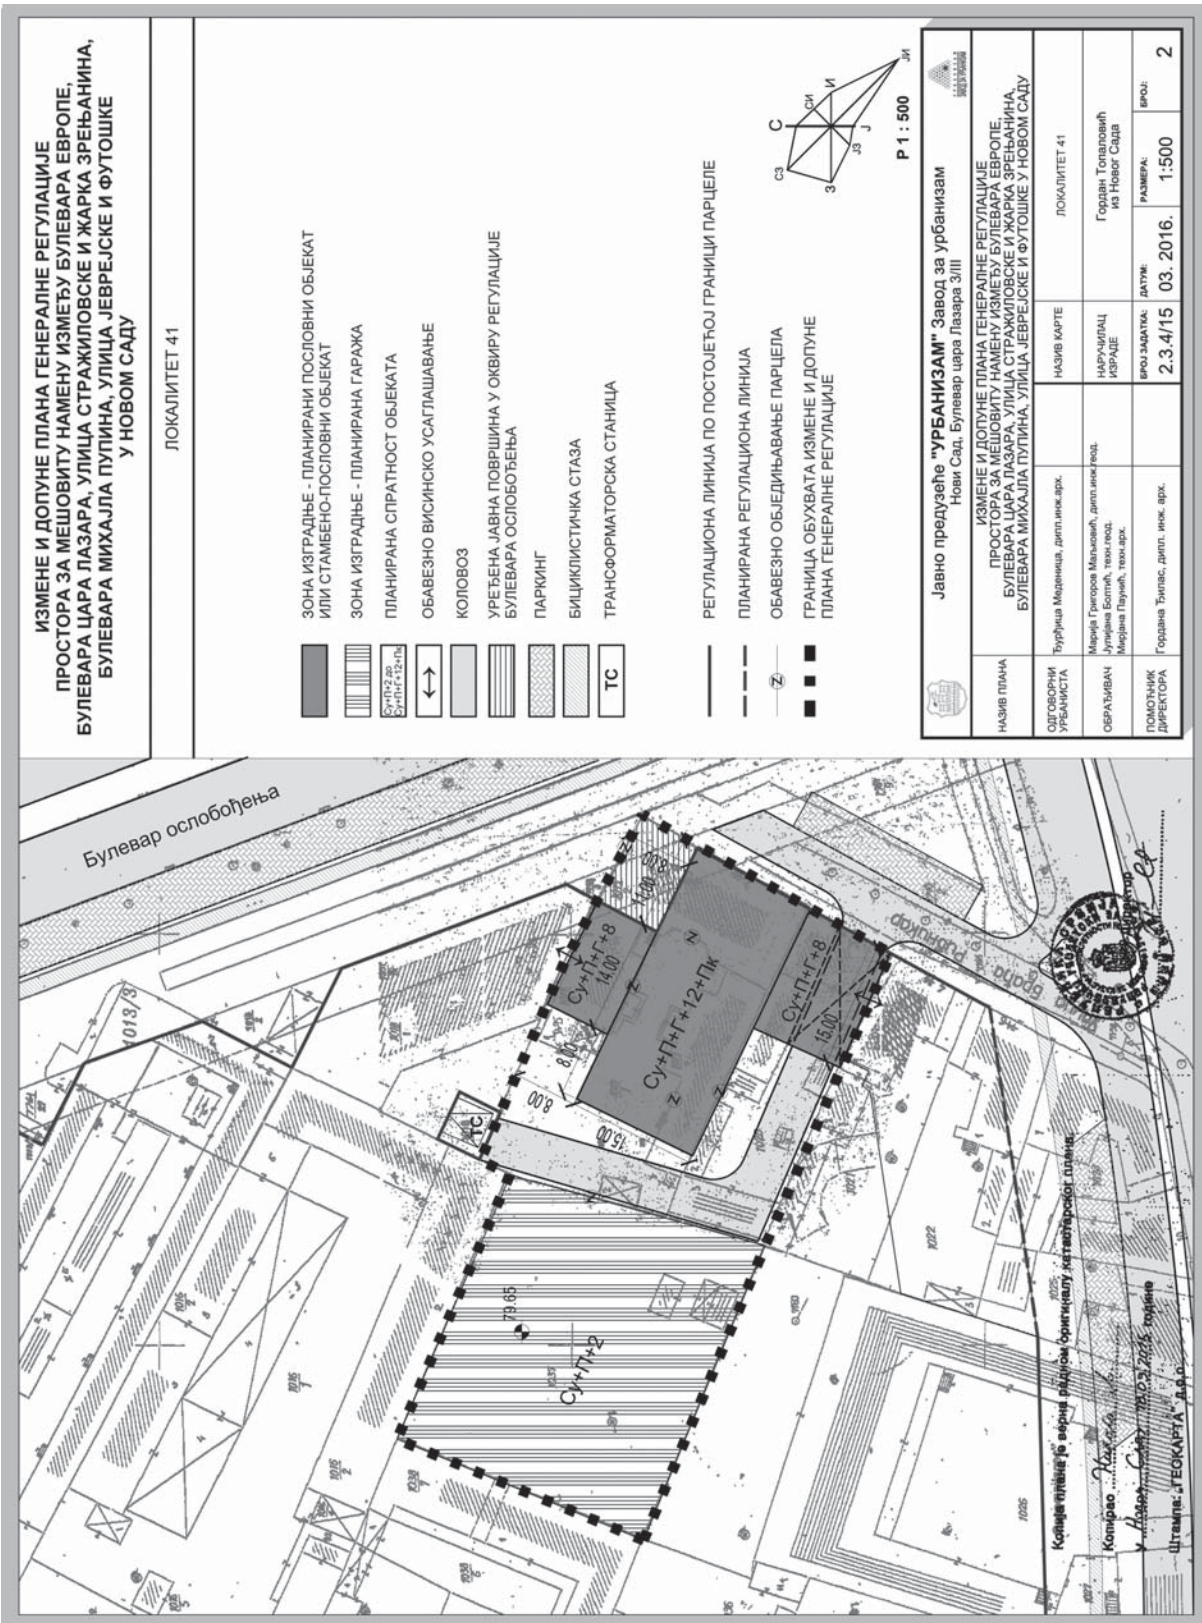 ИЗМЕНЕ И ДОПУНЕ ПЛАНА ГЕНЕРАЛНЕ РЕГУЛАЦИЈЕ
ПРОСТОРА ЗА МЕШОВИТУ НАМЕНУ ИЗМЕЂУ БУЛЕВАРА ЕВРОПЕ,
БУЛЕВАРА ЦАРА ЛАЗАРА, УЛИЦА СТРАЖИЛОВСКЕ И ЖАРКА ЗРЕЊАНИНА,
БУЛЕВАРА МИХАЈЛА ПУПИНА, УЛИЦА ЈЕВРЕЈСКЕ И ФУТОШКЕ
У НОВОМ САДУ
ЛОКАЛИТЕТ 41
ЗОНА ИЗГРАДЊЕ - ПЛАНИРАНИ ПОСЛОВНИ ОБЈЕКАТ
ИЛИ СТАМБЕНО-ПОСЛОВНИ ОБЈЕКАТ
ЗОНА ИЗГРАДЊЕ - ПЛАНИРАНА ГАРАЖА
Су+П+2 до
Су+П+Г+12+Пк
ПЛАНИРАНА СПРАТНОСТ ОБЈЕКАТА
ОБАВЕЗНО ВИСИНСКО УСАГЛАШАВАЊЕ
КОЛОВОЗ
УРЕЂЕНА ЈАВНА ПОВРШИНА У ОКВИРУ РЕГУЛАЦИЈЕ
БУЛЕВАРА ОСЛОБОЂЕЊА
ПАРКИНГ
БИЦИКЛИСТИЧКА СТАЗА
ТС
ТРАНСФОРМАТОРСКА СТАНИЦА
РЕГУЛАЦИОНА ЛИНИЈА ПО ПОСТОЈЕЋОЈ ГРАНИЦИ ПАРЦЕЛЕ
ПЛАНИРАНА РЕГУЛАЦИОНА ЛИНИЈА
ОБАВЕЗНО ОБЈЕДИЊАВАЊЕ ПАРЦЕЛА
ГРАНИЦА ОБУХВАТА ИЗМЕНЕ И ДОПУНЕ
ПЛАНА ГЕНЕРАЛНЕ РЕГУЛАЦИЈЕ
С
СИ
И
ЈИ
Ј
ЈЗ
З
СЗ
Р 1 : 500
Јавно предузеће "УРБАНИЗАМ" Завод за урбанизам
Нови Сад, Булевар цара Лазара 3/III
НАЗИВ ПЛАНА
ИЗМЕНЕ И ДОПУНЕ ПЛАНА ГЕНЕРАЛНЕ РЕГУЛАЦИЈЕ
ПРОСТОРА ЗА МЕШОВИТУ НАМЕНУ ИЗМЕЂУ БУЛЕВАРА ЕВРОПЕ,
БУЛЕВАРА ЦАРА ЛАЗАРА, УЛИЦА СТРАЖИЛОВСКЕ И ЖАРКА ЗРЕЊАНИНА,
БУЛЕВАРА МИХАЈЛА ПУПИНА, УЛИЦА ЈЕВРЕЈСКЕ И ФУТОШКЕ У НОВОМ САДУ
ОДГОВОРНИ
УРБАНИСТА
Ђурђица Меденица, дипл.инж.арх.
НАЗИВ КАРТЕ
ЛОКАЛИТЕТ 41
ОБРАЂИВАЧ
Марија Григоров Маљковић, дипл.инж.геод.
Јулијана Болтић, техн.геод.
Мирјана Паунић, техн.арх.
НАРУЧИЛАЦ
ИЗРАДЕ
Гордан Топаловић
из Новог Сада
ПОМОЋНИК
ДИРЕКТОРА
Гордана Ђилас, дипл. инж. арх.
БРОЈ ЗАДАТКА:
2.3.4/15
ДАТУМ:
03. 2016.
РАЗМЕРА:
1:500
БРОЈ:
2
Булевар ослобођења
1013/3
Су+П+Г+8
14.00
8.00
8.00
8.00
15.00
Су+П+Г+12+Пк
Су+П+Г+8
15.00
ТС
79.65
Су+П+2
1022
1026
Копија плана је верна радном оригиналу катастарског плана.
Копирао
У Новом Саду
године
Штампа: „ГЕОКАРТА" д.о.о.
Директор